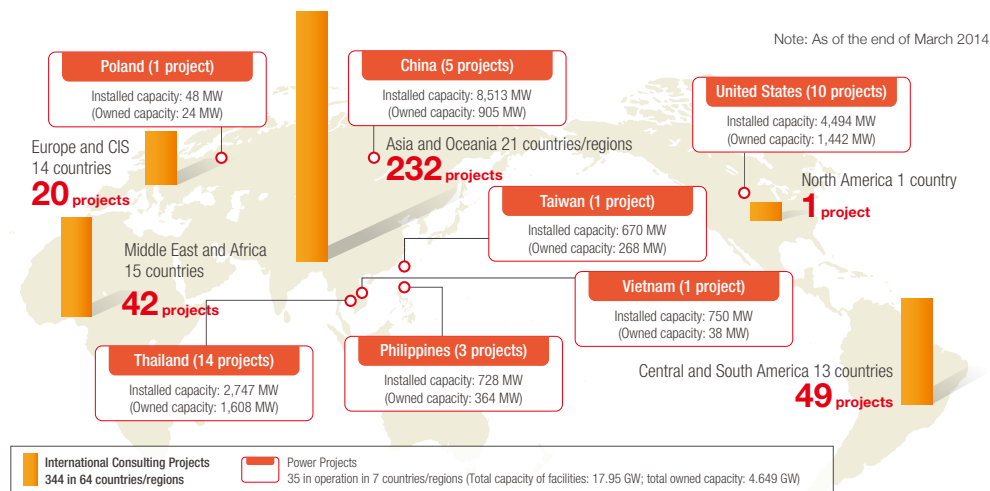 Note: As of the end of March 2014
Poland (1 project)
Installed capacity: 48 MW
(Owned capacity: 24 MW)
China (5 projects)
Installed capacity: 8,513 MW
(Owned capacity: 905 MW)
United States (10 projects)
Installed capacity: 4,494 MW
(Owned capacity: 1,442 MW)
Europe and CIS
14 countries
20 projects
Asia and Oceania 21 countries/regions
232
projects
North America 1 country
1 project
Taiwan (1 project)
Installed capacity: 670 MW
(Owned capacity: 268 MW)
Middle East and Africa
15 countries
42 projects
Vietnam (1 project)
Installed capacity: 750 MW
(Owned capacity: 38 MW)
Thailand (14 projects)
Installed capacity: 2,747 MW
(Owned capacity: 1,608 MW)
Philippines (3 projects)
Installed capacity: 728 MW
(Owned capacity: 364 MW)
Central and South America 13 countries
49 projects
International Consulting Projects
344 in 64 countries/regions
Power Projects
35 in operation in 7 countries/regions (Total capacity of facilities: 17.95 GW; total owned capacity: 4.649 GW)